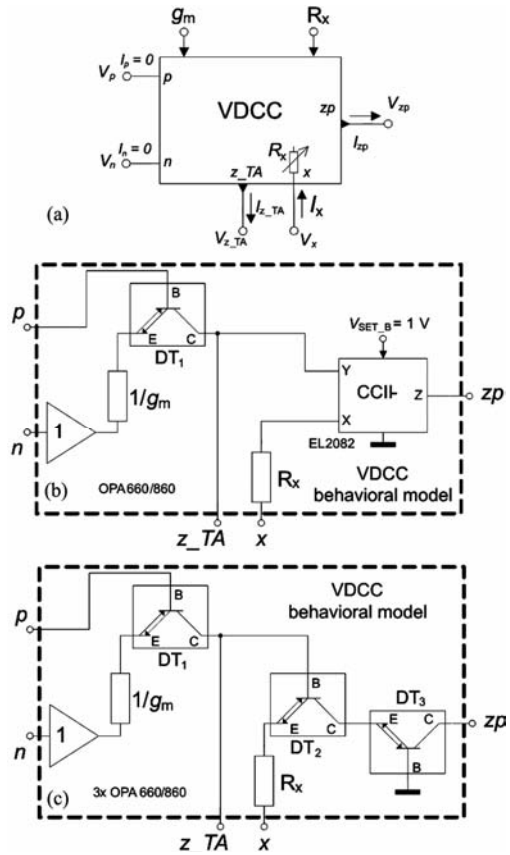 gm Rx
Ip = 0
Vp p
VDCC
zp Vzp
Izp
In = 0
Vn n
Rx
z_TA x
(a)
Iz_TA Ix
Vz_TA Vx
p
B
E C
DT1
1/gm
VSET_B = 1 V
Y
CCII- Z zp
X
1
n
EL2082
Rx
VDCC
behavioral model
(b) OPA660/860
z_TA x
p
B
E C
DT1
VDCC
behavioral model
1/gm
B
E C
DT2
DT3
E C zp
B
1
n
Rx
(c) 3x OPA 660/860
z_TA x